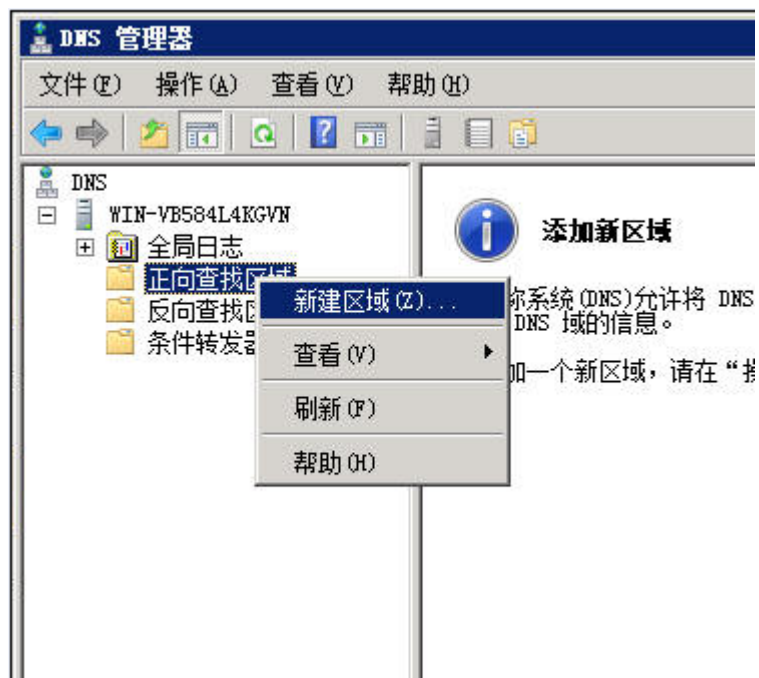 DNS 管理器
文件(F) 操作(A) 查看(V) 帮助(H)
DNS
WIN-VB584L4KGVN
全局日志
正向查找区域
反向查找区
条件转发器
新建区域(Z)...
查看(V)
刷新(F)
帮助(H)
添加新区域
称系统(DNS)允许将 DNS
DNS 域的信息。
加一个新区域,请在“操